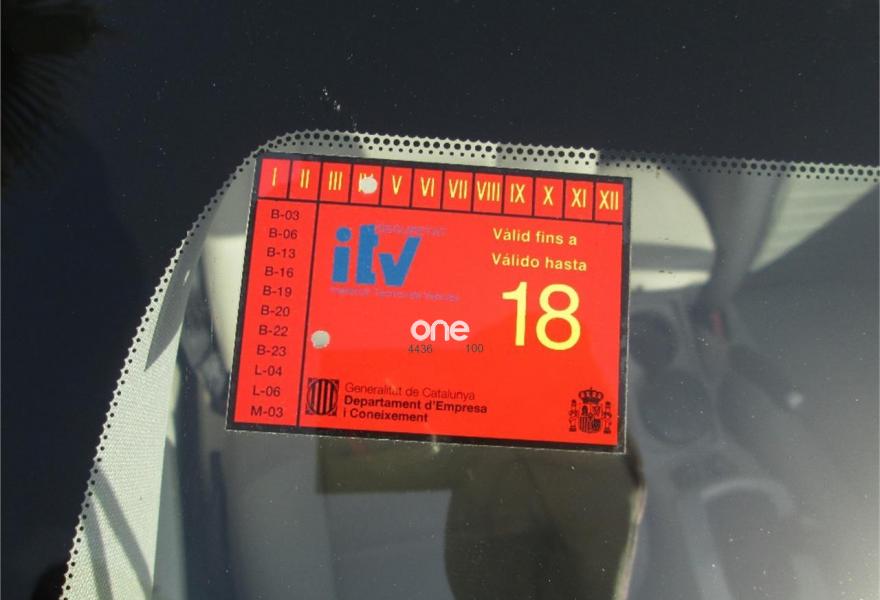 I II III V VI VII VIII IX X XI XII
B-03
B-06
B-13
B-16
B-19
B-20
B-22
B-23
L-04
L-06
M-03
itv
Vàlid fins a
Válido hasta
18
one
4436 100
Generalitat de Catalunya
Departament d'Empresa
i Coneixement